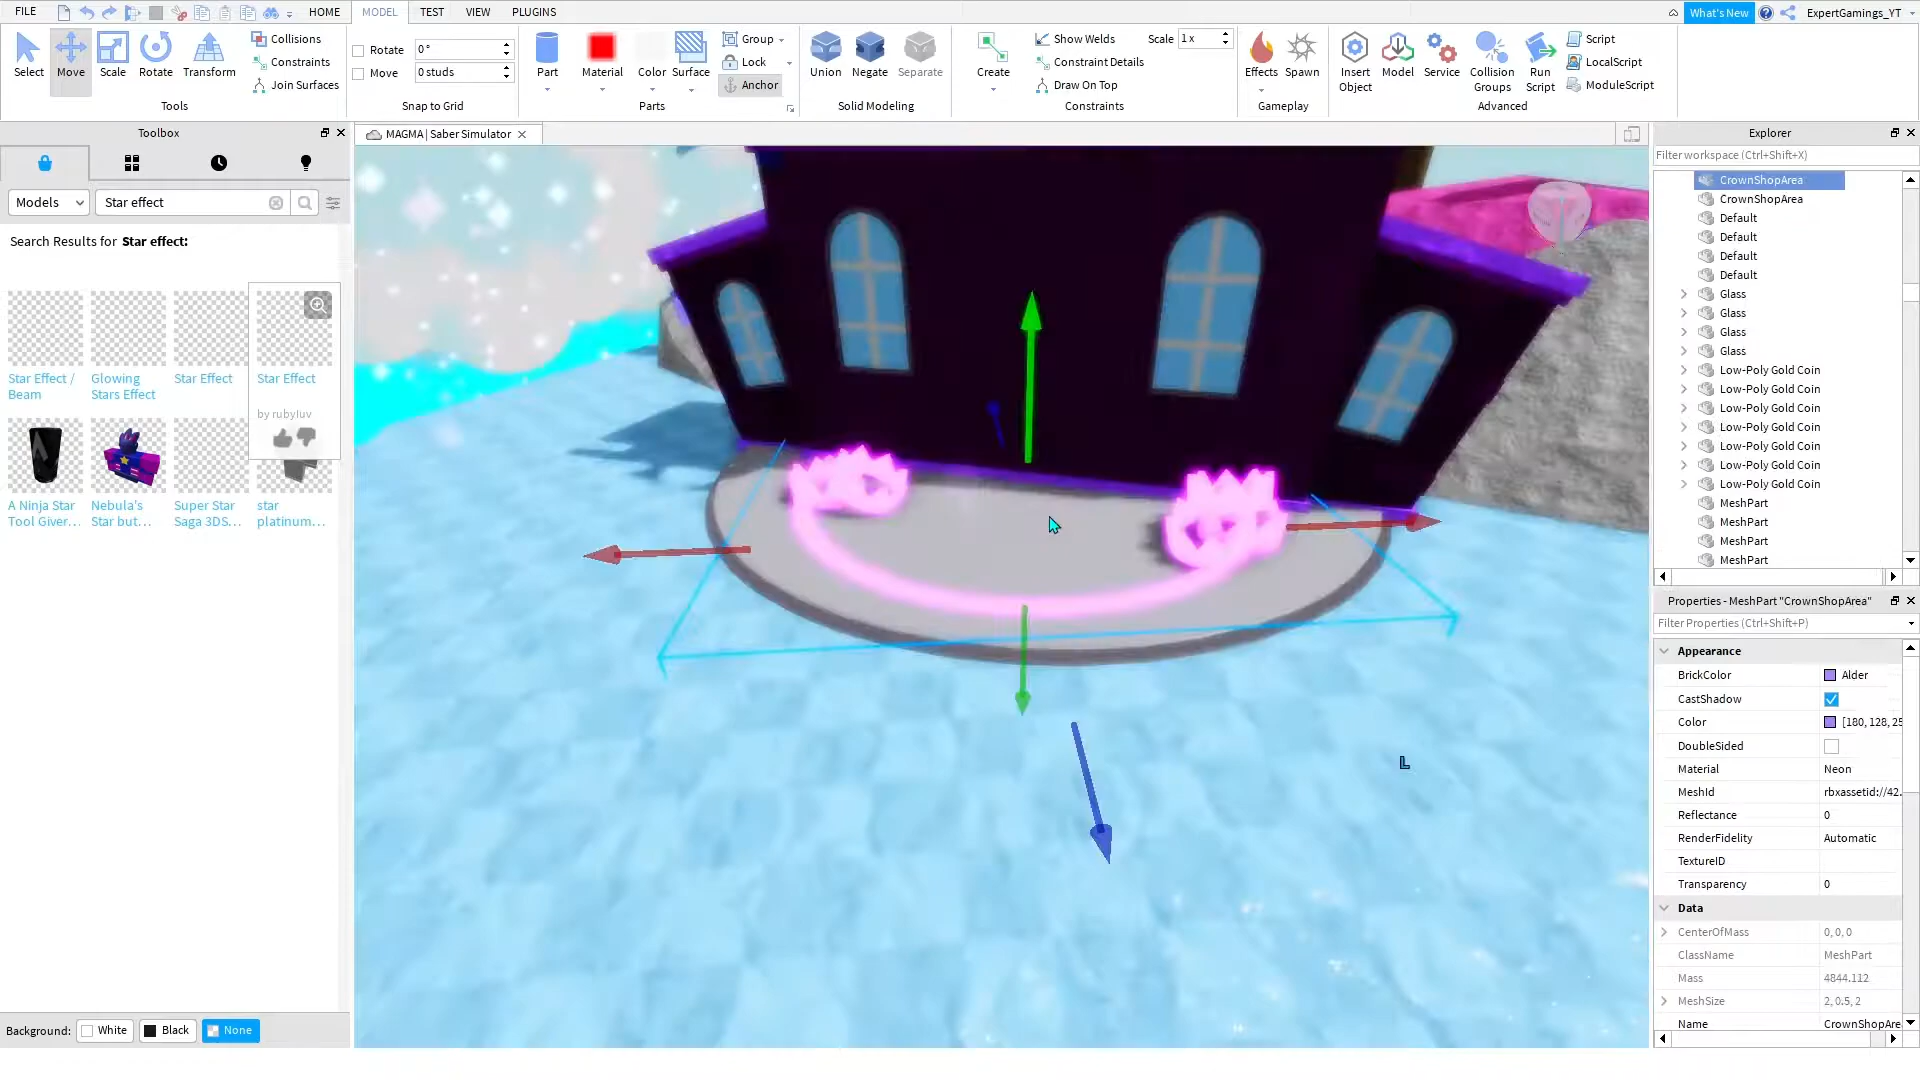 FILE
HOME
MODEL
TEST
VIEW
PLUGINS
What's New
ExpertGamings_YT
Select
Move
Scale
Rotate
Transform
Collisions
Constraints
Join Surfaces
Tools
Rotate
0 °
Move
0 studs
Snap to Grid
Part
Material
Color
Surface
Group
Lock
Anchor
Parts
Union
Negate
Separate
Solid Modeling
Create
Show Welds
Scale
1 x
Constraint Details
Draw On Top
Constraints
Effects
Spawn
Gameplay
Insert
Object
Model
Service
Collision
Groups
Run
Script
Script
LocalScript
ModuleScript
Advanced
Toolbox
Models
Star effect
Search Results for Star effect:
Star Effect /
Beam
Glowing
Stars Effect
Star Effect
Star Effect
by rubyluv
A Ninja Star
Tool Giver...
Nebula's
Star but...
Super Star
Saga 3DS...
star
platinum...
Background:
White
Black
None
MAGMA | Saber Simulator
Explorer
Filter workspace (Ctrl+Shift+X)
CrownShopArea
CrownShopArea
Default
Default
Default
Default
Glass
Glass
Glass
Glass
Low-Poly Gold Coin
Low-Poly Gold Coin
Low-Poly Gold Coin
Low-Poly Gold Coin
Low-Poly Gold Coin
Low-Poly Gold Coin
Low-Poly Gold Coin
MeshPart
MeshPart
MeshPart
MeshPart
L
Properties - MeshPart "CrownShopArea"
Filter Properties (Ctrl+Shift+P)
Appearance
BrickColor Alder
CastShadow
Color [180, 128, 25
DoubleSided
Material Neon
MeshId rbxassetid://42.
Reflectance 0
RenderFidelity Automatic
TextureID
Transparency 0
Data
CenterOfMass 0, 0, 0
ClassName MeshPart
Mass 4844.112
MeshSize 2, 0.5, 2
Name CrownShopAre